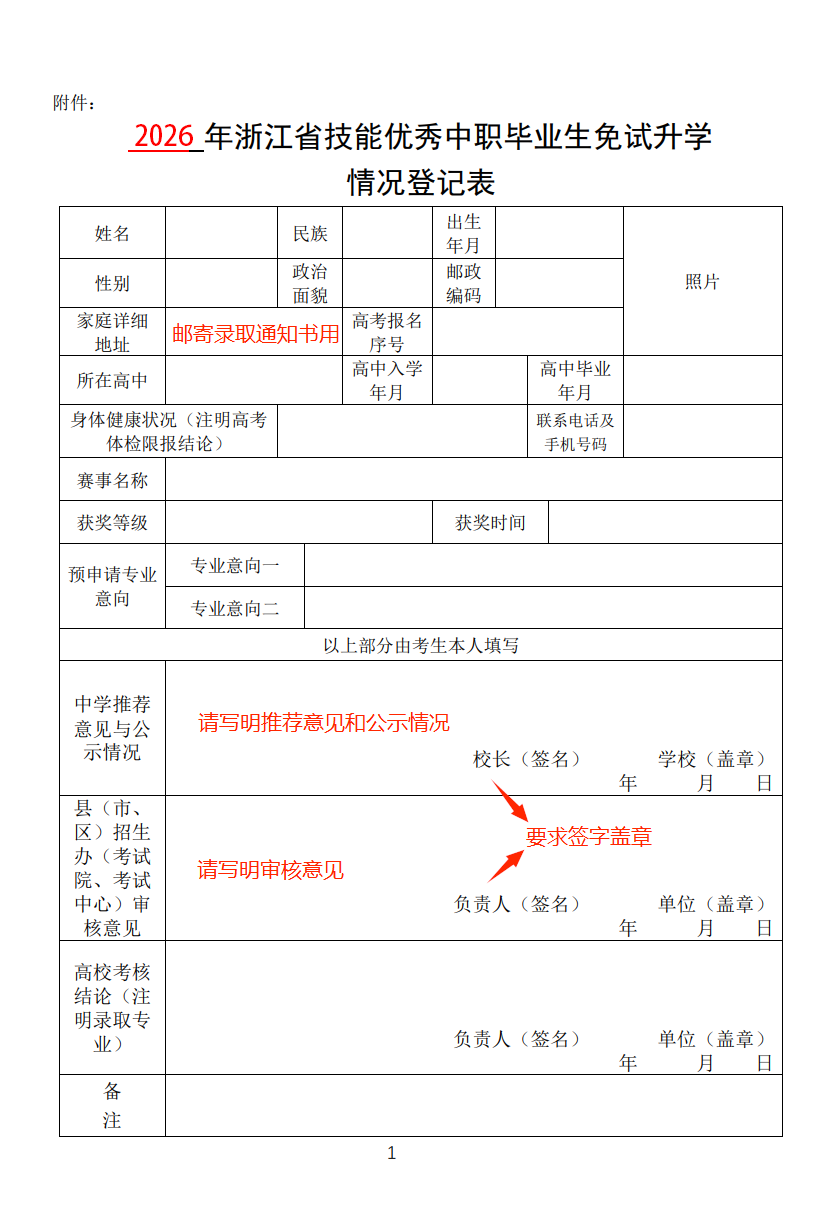 附件：
2026 年浙江省技能优秀中职毕业生免试升学
情况登记表
姓名
民族
出生
年月
照片
性别
政治
面貌
邮政
编码
家庭详细
地址
邮寄录取通知书用
高考报名
序号
所在高中
高中入学
年月
高中毕业
年月
身体健康状况（注明高考
体检限报结论）
联系电话及
手机号码
赛事名称
获奖等级
获奖时间
预申请专业
意向
专业意向一
专业意向二
以上部分由考生本人填写
中学推荐
意见与公
示情况
请写明推荐意见和公示情况
校长（签名） 学校（盖章）
年 月 日
县（市、
区）招生
办（考试
院、考试
中心）审
核意见
要求签字盖章
请写明审核意见
负责人（签名） 单位（盖章）
年 月 日
高校考核
结论（注
明录取专
业）
负责人（签名） 单位（盖章）
年 月 日
备
注
1